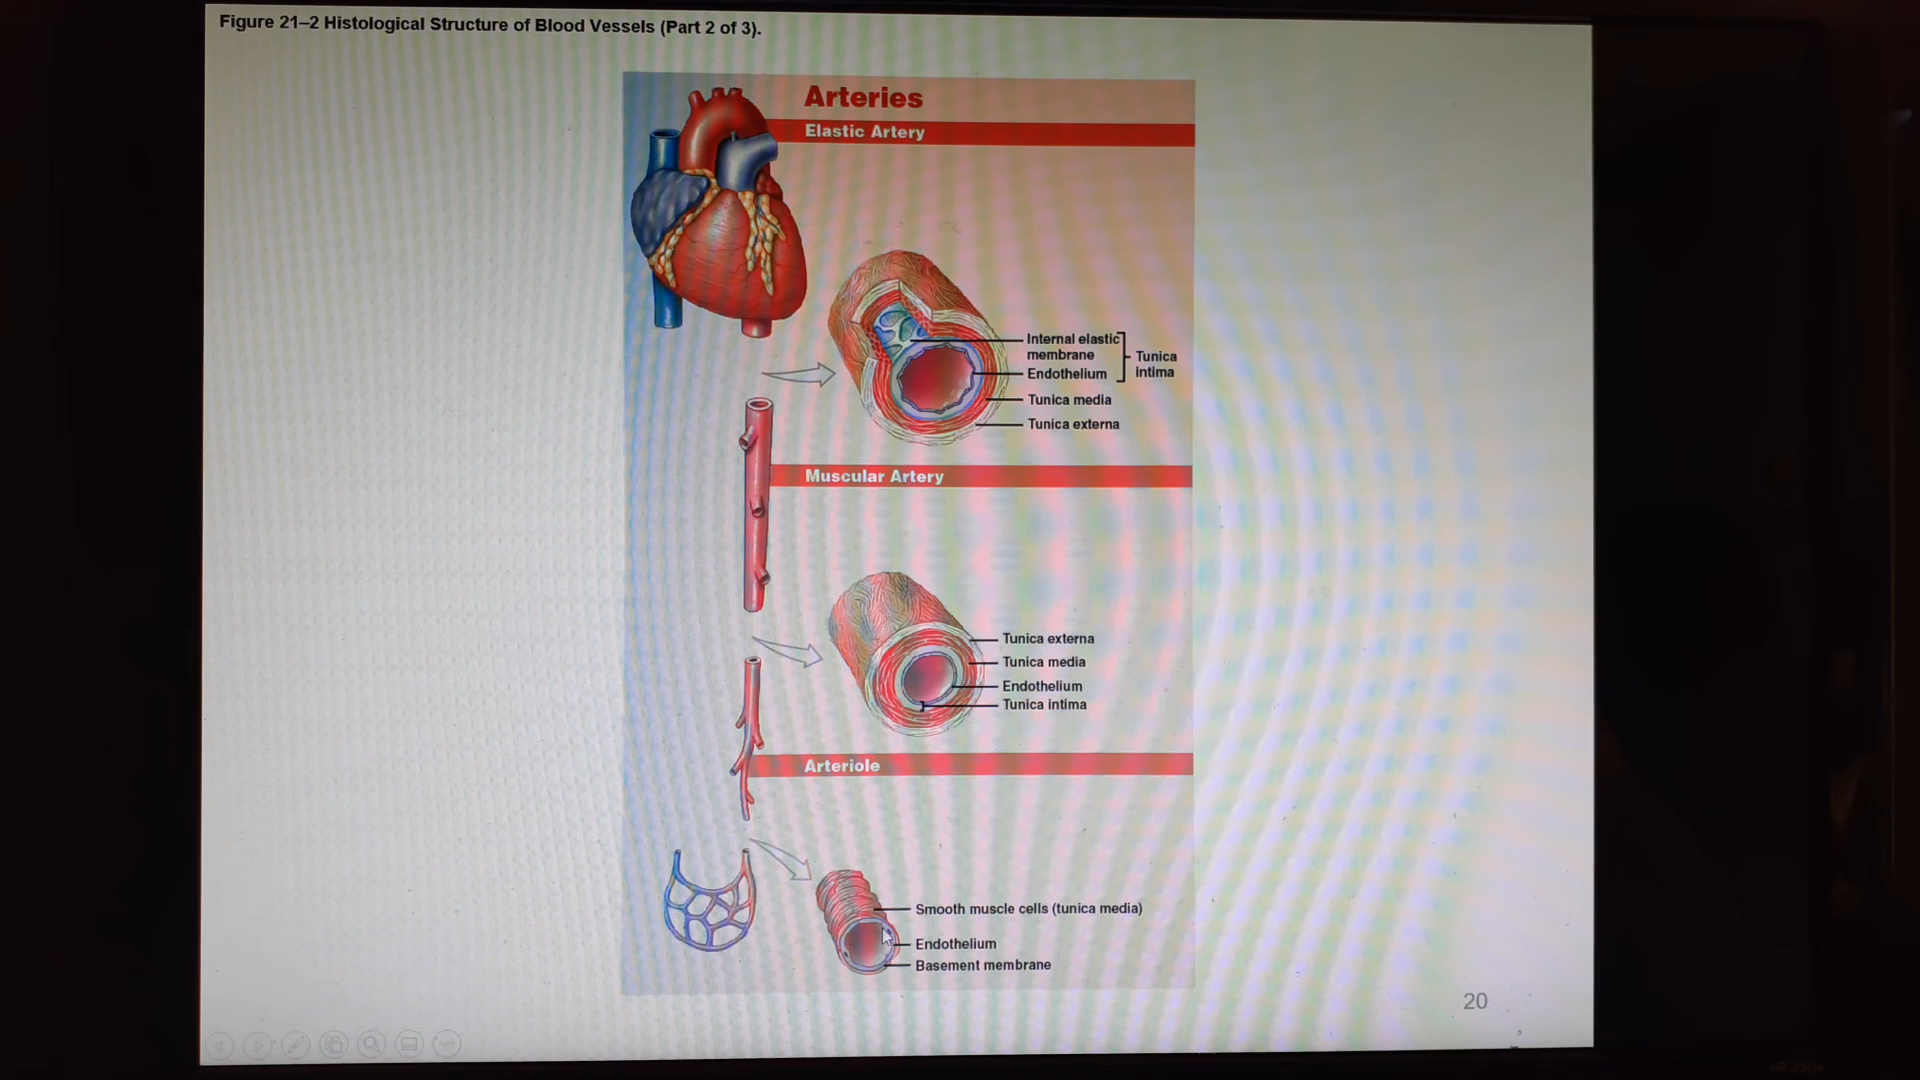 Figure 21–2 Histological Structure of Blood Vessels (Part 2 of 3).
Arteries
Elastic Artery
Internal elastic
membrane
Endothelium
Tunica
intima
Tunica media
Tunica externa
Muscular Artery
Tunica externa
Tunica media
Endothelium
Tunica intima
Arteriole
Smooth muscle cells (tunica media)
Endothelium
Basement membrane
20